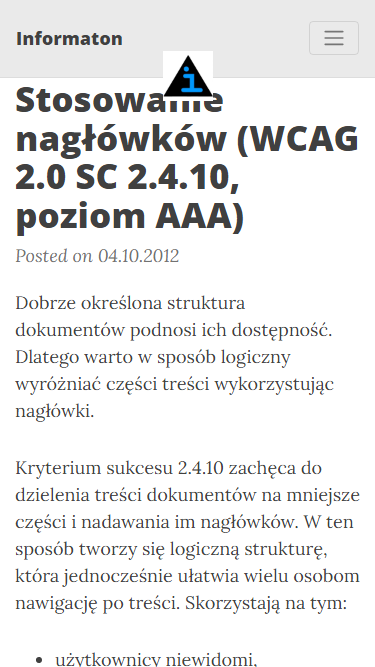 Informaton
Stosowanie
nagłówków (WCAG
2.0 SC 2.4.10,
poziom AAA)
Posted on 04.10.2012
Dobrze określona struktura
dokumentów podnosi ich dostępność.
Dlatego warto w sposób logiczny
wyróżniać części treści wykorzystując
nagłówki.
Kryterium sukcesu 2.4.10 zachęca do
dzielenia treści dokumentów na mniejsze
części i nadawania im nagłówków. W ten
sposób tworzy się logiczną strukturę,
która jednocześnie ułatwia wielu osobom
nawigację po treści. Skorzystają na tym:
• użytkownicy niewidomi,